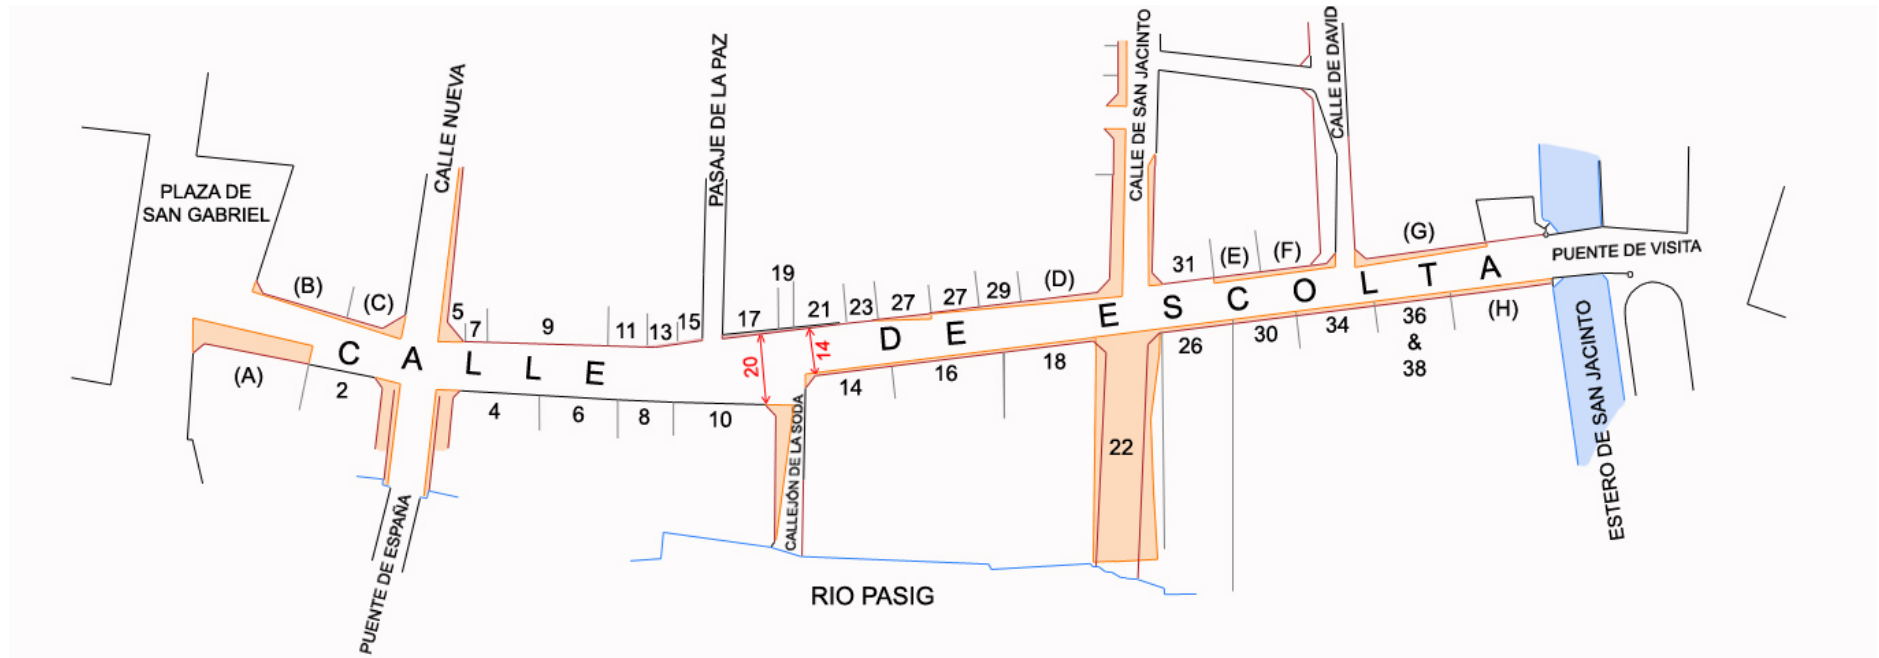 PLAZA DE
SAN GABRIEL
CALLE NUEVA
PASAJE DE LA PAZ
CALLE DE SAN JACINTO
CALLE DE DAVID
(B)
(C)
5
7
9
11
13
15
17
19
21
23
27
27
29
(D)
31
(E)
(F)
(G)
PUENTE DE VISITA
CALLE DE ESCOLTA
20
14
(A)
2
4
6
8
10
14
16
18
22
26
30
34
36
&
38
(H)
PUENTE DE ESPAÑA
CALLEJÓN DE LA SODA
ESTERO DE SAN JACINTO
RIO PASIG